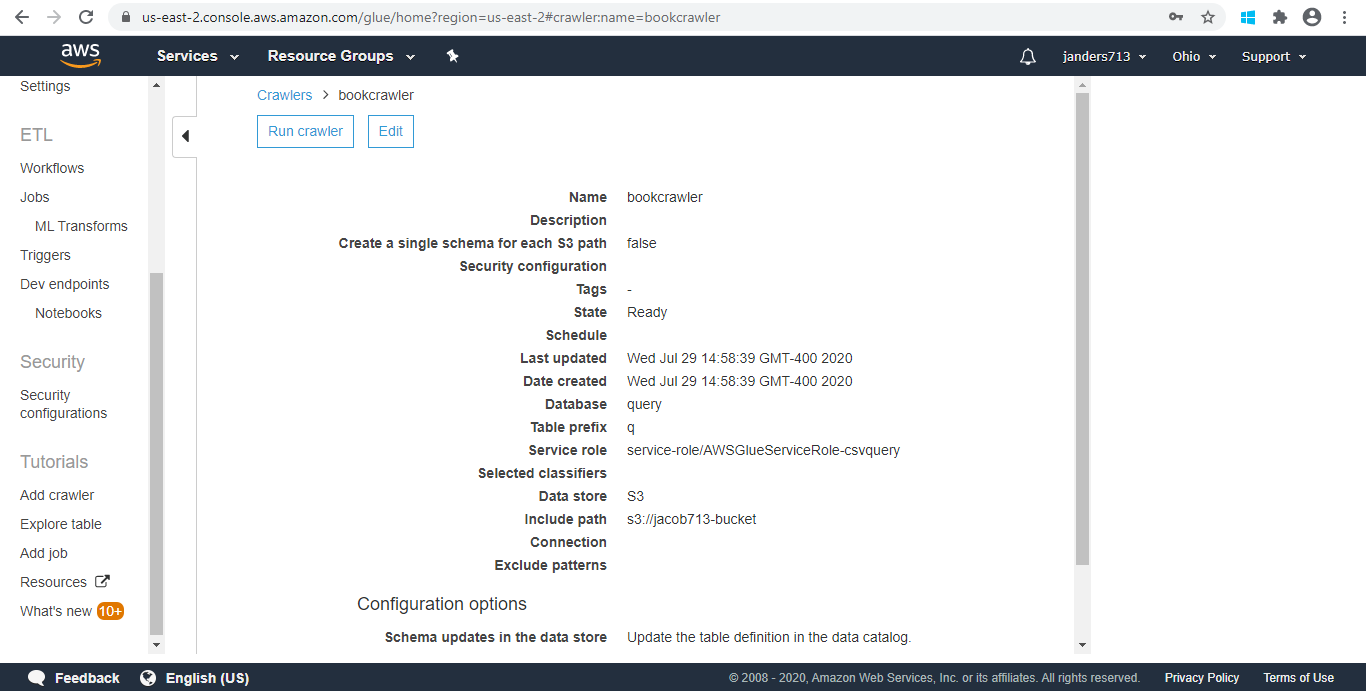 us-east-2.console.aws.amazon.com/glue/home?region=us-east-2#crawler:name=bookcrawler
aws
Services
Resource Groups
janders713
Ohio
Support
Settings
ETL
Workflows
Jobs
ML Transforms
Triggers
Dev endpoints
Notebooks
Security
Security
configurations
Tutorials
Add crawler
Explore table
Add job
Resources
What's new 10+
Crawlers > bookcrawler
Run crawler
Edit
Name bookcrawler
Description
Create a single schema for each S3 path false
Security configuration
Tags -
State Ready
Schedule
Last updated Wed Jul 29 14:58:39 GMT-400 2020
Date created Wed Jul 29 14:58:39 GMT-400 2020
Database query
Table prefix q
Service role service-role/AWSGlueServiceRole-csvquery
Selected classifiers
Data store S3
Include path s3://jacob713-bucket
Connection
Exclude patterns
Configuration options
Schema updates in the data store Update the table definition in the data catalog.
Feedback
English (US)
© 2008 - 2020, Amazon Web Services, Inc. or its affiliates. All rights reserved.
Privacy Policy
Terms of Use